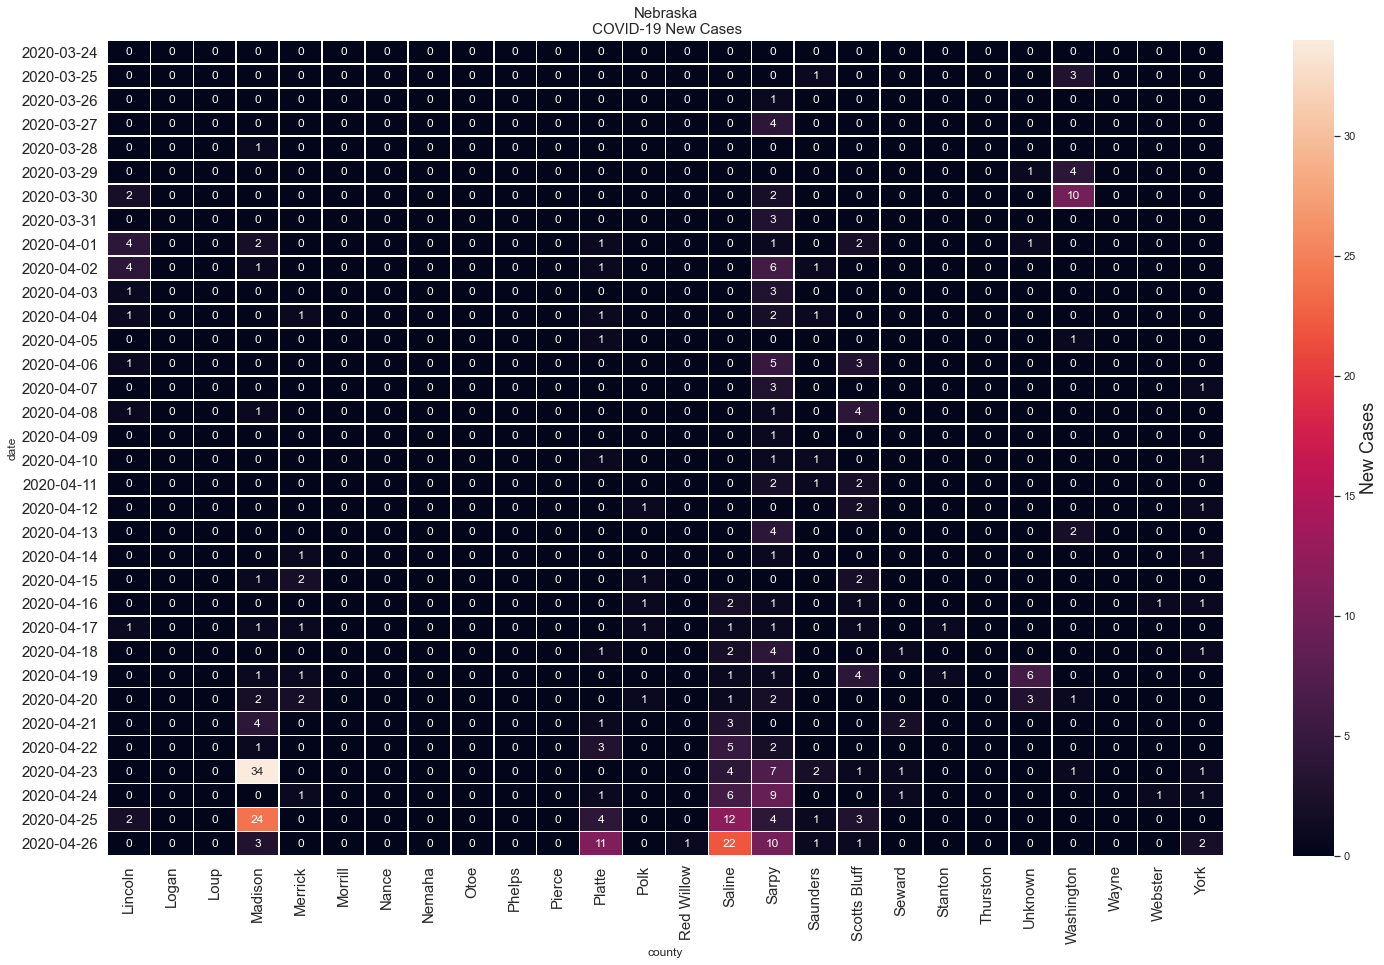 Nebraska
COVID-19 New Cases
2020-03-24 0 0 0 0 0 0 0 0 0 0 0 0 0 0 0 0 0 0 0 0 0 0 0 0 0 0
2020-03-25 0 0 0 0 0 0 0 0 0 0 0 0 0 0 0 0 1 0 0 0 0 0 3 0 0 0
2020-03-26 0 0 0 0 0 0 0 0 0 0 0 0 0 0 0 1 0 0 0 0 0 0 0 0 0 0
2020-03-27 0 0 0 0 0 0 0 0 0 0 0 0 0 0 0 4 0 0 0 0 0 0 0 0 0 0
2020-03-28 0 0 0 1 0 0 0 0 0 0 0 0 0 0 0 0 0 0 0 0 0 0 0 0 0 0
2020-03-29 0 0 0 0 0 0 0 0 0 0 0 0 0 0 0 0 0 0 0 0 0 1 4 0 0 0
2020-03-30 2 0 0 0 0 0 0 0 0 0 0 0 0 0 0 2 0 0 0 0 0 0 10 0 0 0
2020-03-31 0 0 0 0 0 0 0 0 0 0 0 0 0 0 0 3 0 0 0 0 0 0 0 0 0 0
2020-04-01 4 0 0 2 0 0 0 0 0 0 0 1 0 0 0 1 0 2 0 0 0 1 0 0 0 0
2020-04-02 4 0 0 1 0 0 0 0 0 0 0 1 0 0 0 6 1 0 0 0 0 0 0 0 0 0
2020-04-03 1 0 0 0 0 0 0 0 0 0 0 0 0 0 0 3 0 0 0 0 0 0 0 0 0 0
2020-04-04 1 0 0 0 1 0 0 0 0 0 0 1 0 0 0 2 1 0 0 0 0 0 0 0 0 0
2020-04-05 0 0 0 0 0 0 0 0 0 0 0 1 0 0 0 0 0 0 0 0 0 0 1 0 0 0
2020-04-06 1 0 0 0 0 0 0 0 0 0 0 0 0 0 0 5 0 3 0 0 0 0 0 0 0 0
2020-04-07 0 0 0 0 0 0 0 0 0 0 0 0 0 0 0 3 0 0 0 0 0 0 0 0 0 1
2020-04-08 1 0 0 1 0 0 0 0 0 0 0 0 0 0 0 1 0 4 0 0 0 0 0 0 0 0
2020-04-09 0 0 0 0 0 0 0 0 0 0 0 0 0 0 0 1 0 0 0 0 0 0 0 0 0 0
2020-04-10 0 0 0 0 0 0 0 0 0 0 0 1 0 0 0 1 1 0 0 0 0 0 0 0 0 1
2020-04-11 0 0 0 0 0 0 0 0 0 0 0 0 0 0 0 2 1 2 0 0 0 0 0 0 0 0
2020-04-12 0 0 0 0 0 0 0 0 0 0 0 0 1 0 0 0 0 2 0 0 0 0 0 0 0 1
2020-04-13 0 0 0 0 0 0 0 0 0 0 0 0 0 0 0 4 0 0 0 0 0 0 2 0 0 0
2020-04-14 0 0 0 0 1 0 0 0 0 0 0 0 0 0 0 1 0 0 0 0 0 0 0 0 0 1
2020-04-15 0 0 0 1 2 0 0 0 0 0 0 0 1 0 0 0 0 2 0 0 0 0 0 0 0 0
2020-04-16 0 0 0 0 0 0 0 0 0 0 0 0 1 0 2 1 0 1 0 0 0 0 0 0 1 1
2020-04-17 1 0 0 1 1 0 0 0 0 0 0 0 1 0 1 1 0 1 0 1 0 0 0 0 0 0
2020-04-18 0 0 0 0 0 0 0 0 0 0 0 1 0 0 2 4 0 0 1 0 0 0 0 0 0 1
2020-04-19 0 0 0 1 1 0 0 0 0 0 0 0 0 0 1 1 0 4 0 1 0 6 0 0 0 0
2020-04-20 0 0 0 2 2 0 0 0 0 0 0 0 1 0 1 2 0 0 0 0 0 3 1 0 0 0
2020-04-21 0 0 0 4 0 0 0 0 0 0 0 1 0 0 3 0 0 0 2 0 0 0 0 0 0 0
2020-04-22 0 0 0 1 0 0 0 0 0 0 0 3 0 0 5 2 0 0 0 0 0 0 0 0 0 0
2020-04-23 0 0 0 34 0 0 0 0 0 0 0 0 0 0 4 7 2 1 1 0 0 0 1 0 0 1
2020-04-24 0 0 0 0 1 0 0 0 0 0 0 1 0 0 6 9 0 0 1 0 0 0 0 0 1 1
2020-04-25 2 0 0 24 0 0 0 0 0 0 0 4 0 0 12 4 1 3 0 0 0 0 0 0 0 0
2020-04-26 0 0 0 3 0 0 0 0 0 0 0 11 0 1 22 10 1 1 0 0 0 0 0 0 0 2
date
Lincoln Logan Loup Madison Merrick Morrill Nance Nemaha Otoe Phelps Pierce Platte Polk Red Willow Saline Sarpy Saunders Scotts Bluff Seward Stanton Thurston Unknown Washington Wayne Webster York
county
30
25
20
15
10
5
0
New Cases